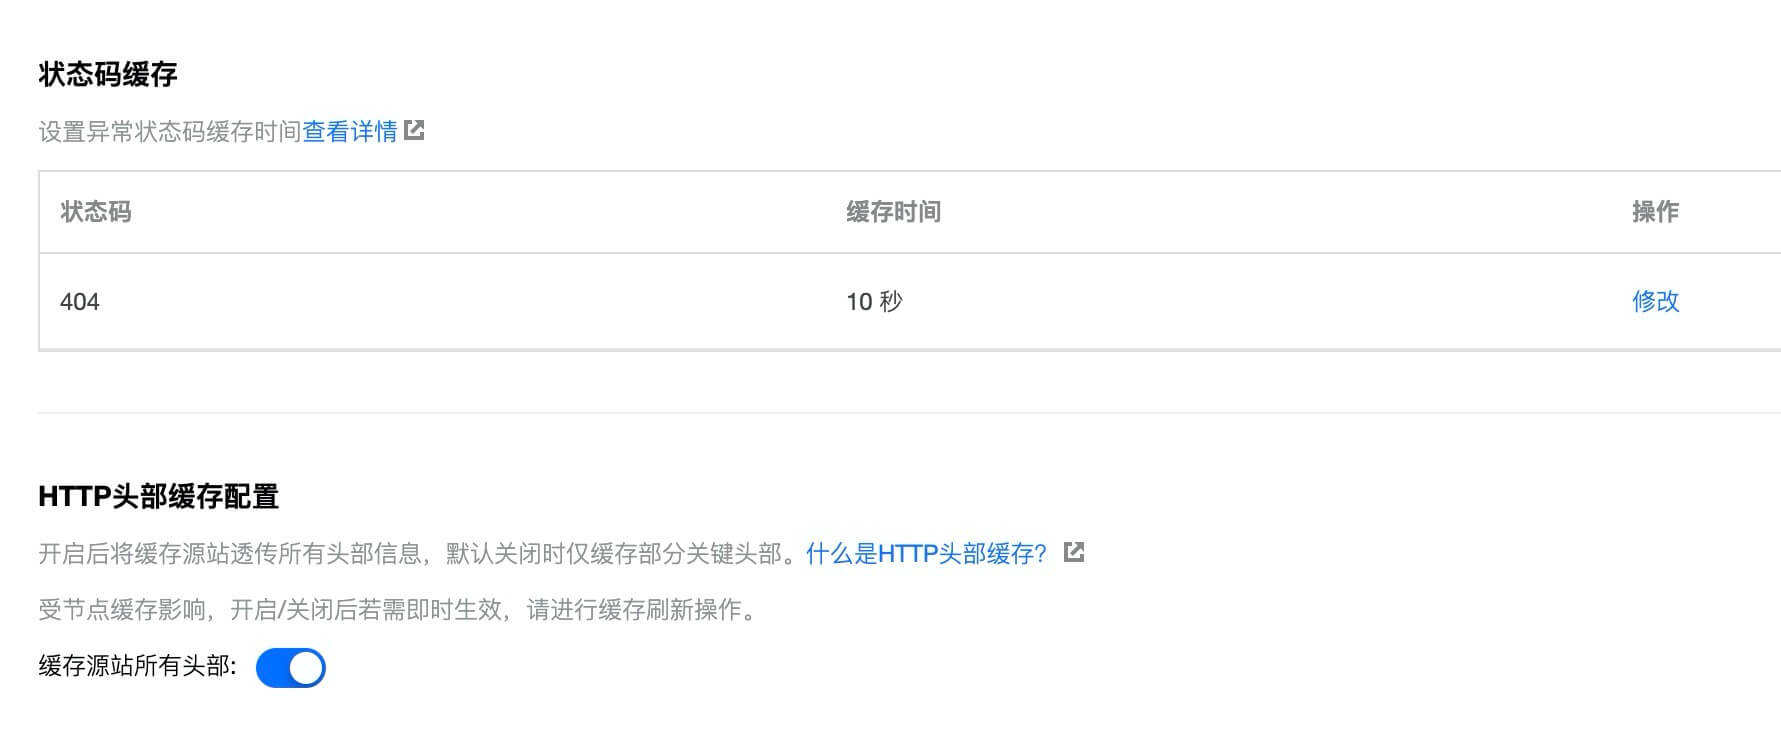 状态码缓存
设置异常状态码缓存时间查看详情
状态码 缓存时间 操作
404 10 秒 修改
HTTP头部缓存配置
开启后将缓存源站透传所有头部信息，默认关闭时仅缓存部分关键头部。什么是HTTP头部缓存?
受节点缓存影响，开启/关闭后若需即时生效，请进行缓存刷新操作。
缓存源站所有头部: